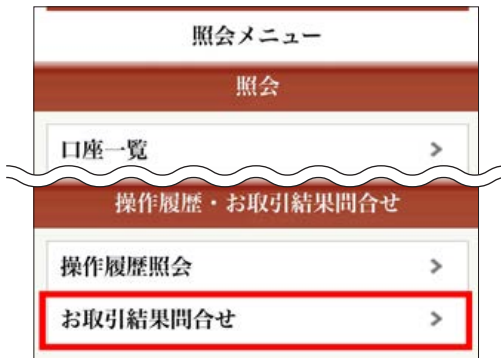 照会メニュー
照会
口座一覧
操作履歴・お取引結果問合せ
操作履歴照会
お取引結果問合せ